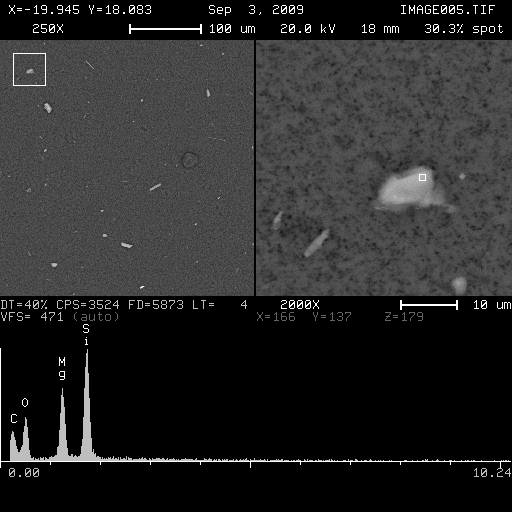 X=-19.945 Y=18.083 Sep 3, 2009 IMAGE005.TIF
250X 100 um 20.0 kV 18 mm 30.3% spot
DT=40% CPS=3524 FD=5873 LT= 4 2000X 10 um
VFS= 471 (auto) X=166 Y=137 Z=179
Si
Mg
O
C
0.00 10.24